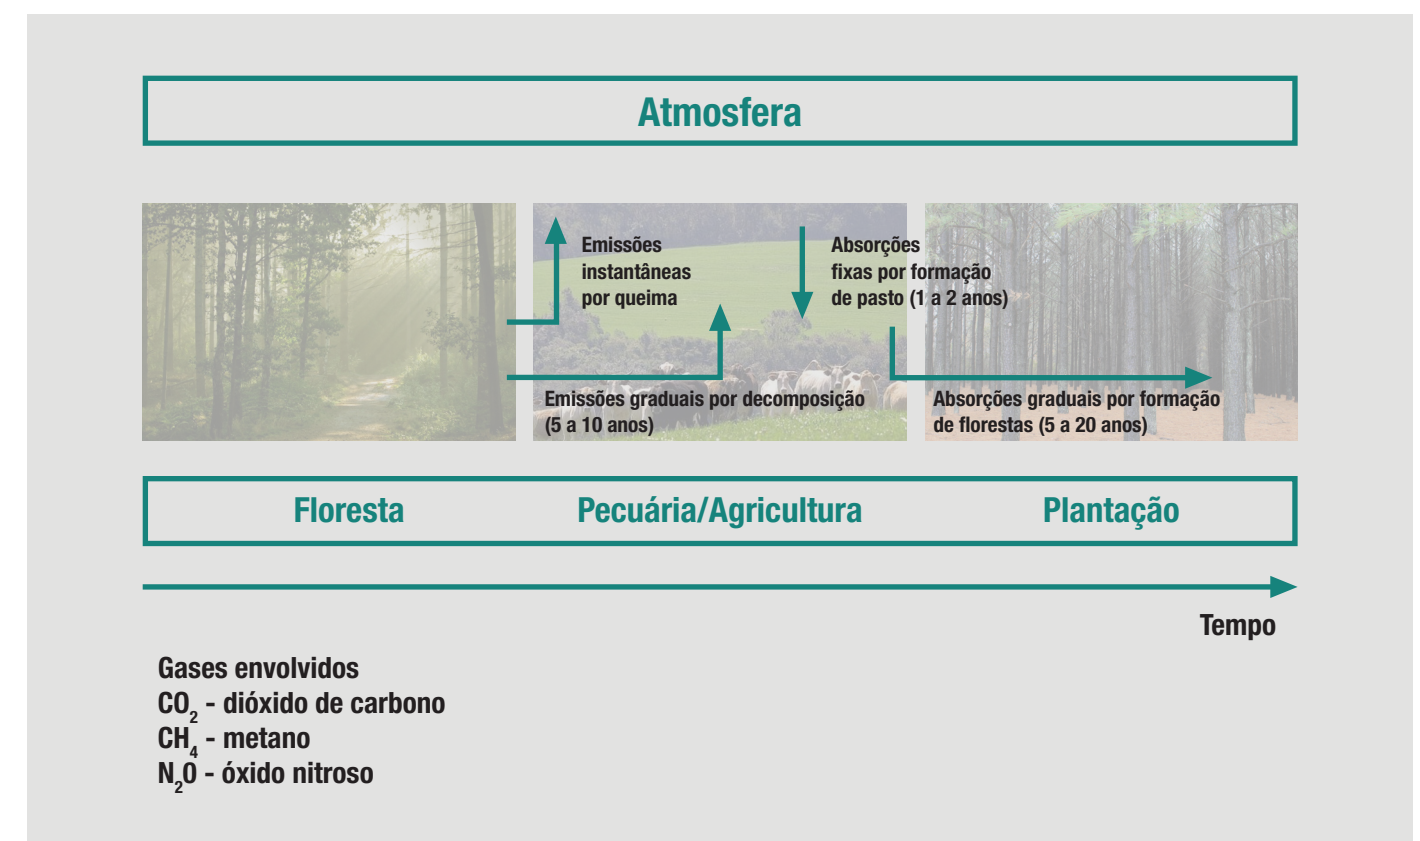 Atmosfera
Emissões
instantâneas
por queima
Absorções
fixas por formação
de pasto (1 a 2 anos)
Emissões graduais por decomposição
(5 a 10 anos)
Absorções graduais por formação
de florestas (5 a 20 anos)
Floresta
Pecuária/Agricultura
Plantação
Tempo
Gases envolvidos
CO₂ - dióxido de carbono
CH₄ - metano
N₂O - óxido nitroso